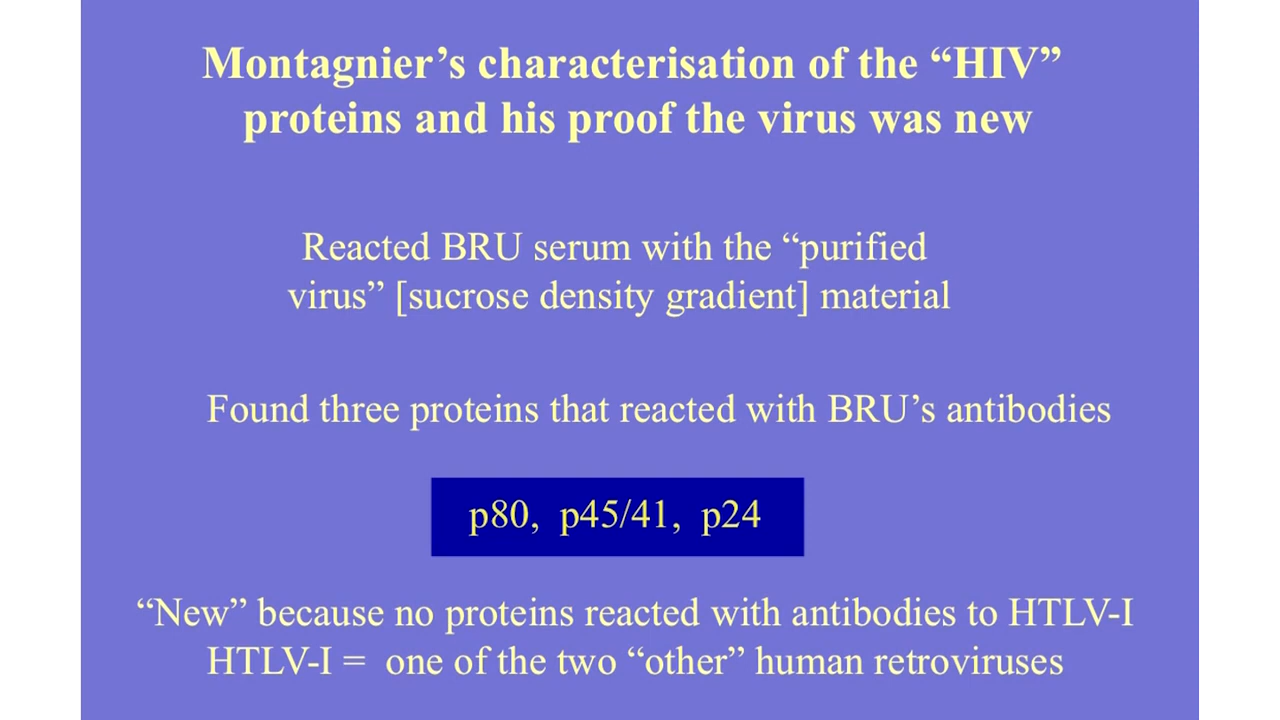 Montagnier’s characterisation of the “HIV”
proteins and his proof the virus was new
Reacted BRU serum with the “purified
virus” [sucrose density gradient] material
Found three proteins that reacted with BRU’s antibodies
p80, p45/41, p24
“New” because no proteins reacted with antibodies to HTLV-I
HTLV-I = one of the two “other” human retroviruses